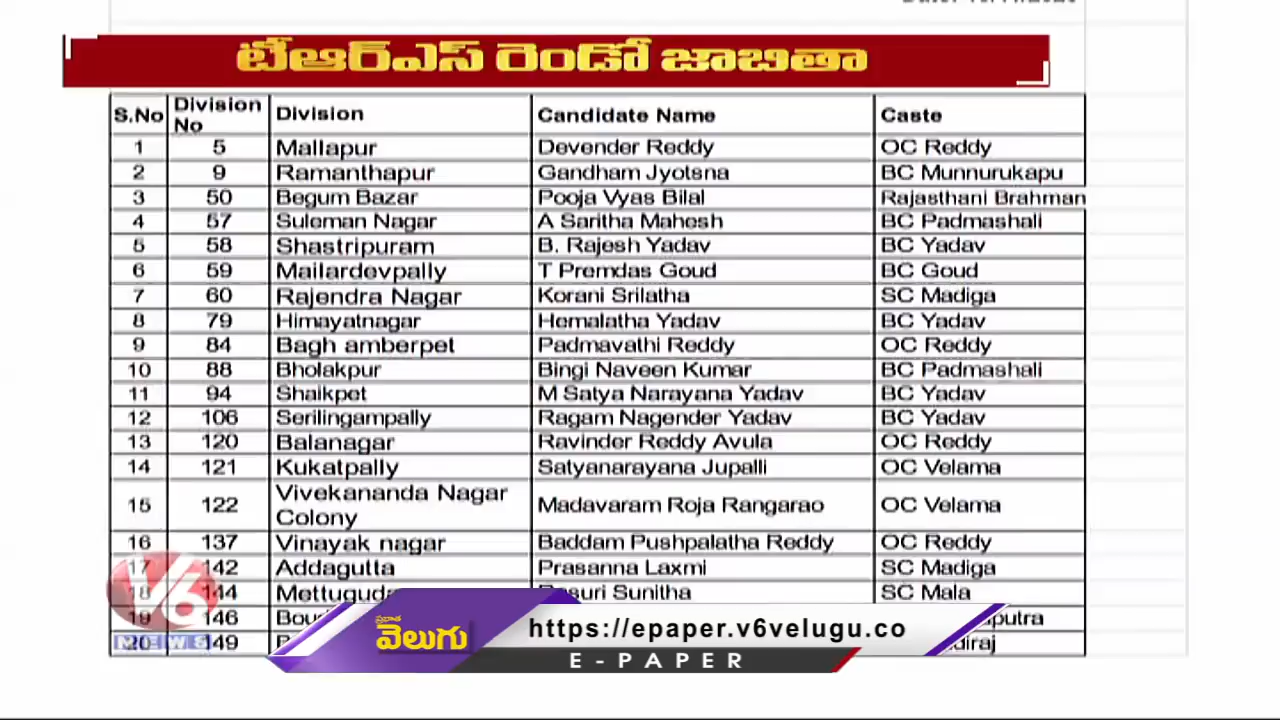 టీఆర్ఎస్ రెండో జాబితా
S.No Division No Division Candidate Name Caste
1 5 Mallapur Devender Reddy OC Reddy
2 9 Ramanthapur Gandham Jyotsna BC Munnurukapu
3 50 Begum Bazar Pooja Vyas Bilal Rajasthani Brahman
4 57 Suleman Nagar A Saritha Mahesh BC Padmashali
5 58 Shastripuram B. Rajesh Yadav BC Yadav
6 59 Mailardevpally T Premdas Goud BC Goud
7 60 Rajendra Nagar Korani Srilatha SC Madiga
8 79 Himayatnagar Hemalatha Yadav BC Yadav
9 84 Bagh amberpet Padmavathi Reddy OC Reddy
10 88 Bholakpur Bingi Naveen Kumar BC Padmashali
11 94 Shaikpet M Satya Narayana Yadav BC Yadav
12 106 Serilingampally Ragam Nagender Yadav BC Yadav
13 120 Balanagar Ravinder Reddy Avula OC Reddy
14 121 Kukatpally Satyanarayana Jupalli OC Velama
15 122 Vivekananda Nagar Colony Madavaram Roja Rangarao OC Velama
16 137 Vinayak nagar Baddam Pushpalatha Reddy OC Reddy
17 142 Addagutta Prasanna Laxmi SC Madiga
18 144 Mettuguda Sunitha SC Mala
19 146
20 149
V6
NEWS
ప్రభాత
వెలుగు
https://epaper.v6velugu.co
E-PAPER